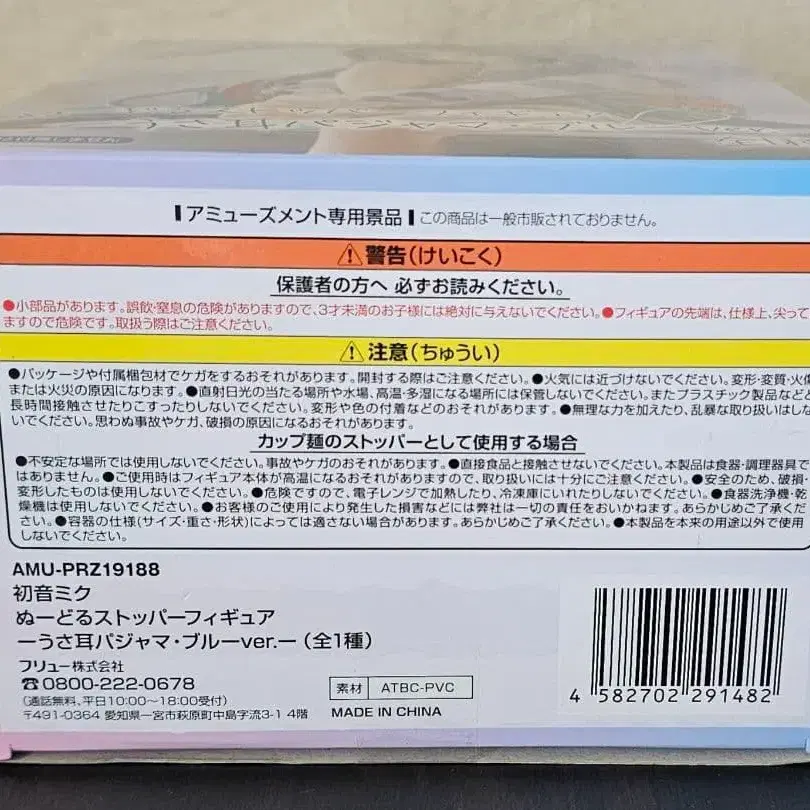 アミューズメント専用景品 この商品は一般市販されておりません。
警告(けいこく)
保護者の方へ 必ずお読みください。
●小部品があります。誤飲・窒息の危険がありますので、3才未満のお子様には絶対に与えないでください。●フィギュアの先端は、仕様上、尖って
ますので危険です。取扱う際はご注意ください。
注意(ちゅうい)
●パッケージや付属梱包材でケガをするおそれがあります。開封する際はご注意ください。●火気には近づけないでください。変形・変質・火傷
または火災の原因になります。●直射日光の当たる場所や水場、高温・多湿になる場所には保管しないでください。またプラスチック製品などと
長時間接触させたりこすったりしないでください。変形や色の付着などのおそれがあります。●無理な力を加えたり、乱暴な取り扱いはしな
いでください。思わぬ事故やケガ、破損の原因になるおそれがあります。
カップ麺のストッパーとして使用する場合
●不安定な場所では使用しないでください。事故やケガのおそれがあります。●直接食品と接触させないでください。本製品は食器・調理器具で
はありません。●ご使用時はフィギュア本体が高温になるおそれがありますので、取り扱いには十分にご注意ください。●安全のため、破損・
変形したものは使用しないでください。●危険ですので、電子レンジで加熱したり、冷凍庫にいれたりしないでください。●食器洗浄機・乾
燥機は使用しないでください。●お客様のご使用により発生した損害などには弊社は一切の責任をおいかねます。あらかじめご了承くださ
い。●容器の仕様(サイズ・重さ・形状)によっては適さない場合があります。あらかじめご了承ください。●本製品を本来の用途以外で使用
しないでください。
AMU-PRZ19188
初音ミク
ぬーどるストッパーフィギュア
ーうさ耳パジャマ・ブルーver.ー(全1種)
フリュー株式会社
☎0800-222-0678
(通話無料、平日10:00~18:00受付)
〒491-0364 愛知県一宮市萩原町中島字流3-1 4階
素材 ATBC-PVC
MADE IN CHINA
4 582702 291482